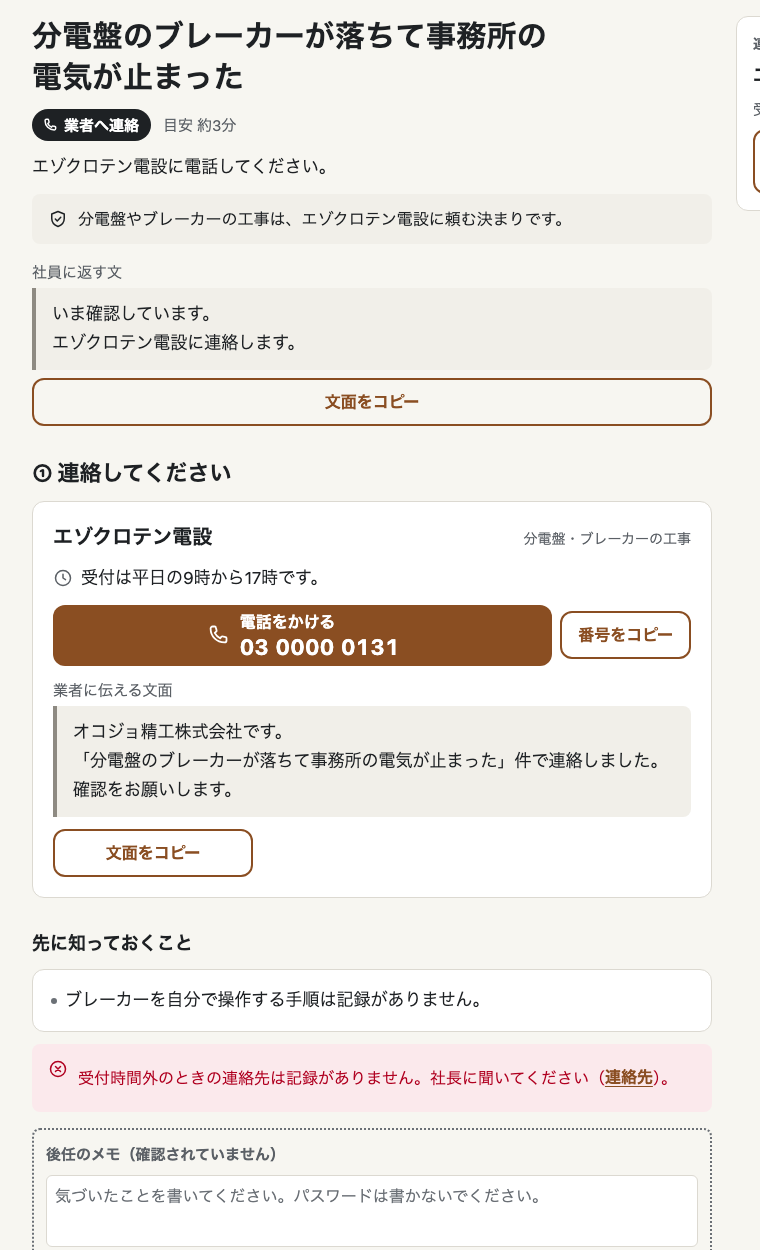 分電盤のブレーカーが落ちて事務所の
電気が止まった
業者へ連絡
目安 約3分
エゾクロテン電設に電話してください。
分電盤やブレーカーの工事は、エゾクロテン電設に頼む決まりです。
社員に返す文
いま確認しています。
エゾクロテン電設に連絡します。
文面をコピー
① 連絡してください
エゾクロテン電設
分電盤・ブレーカーの工事
受付は平日の9時から17時です。
電話をかける
03 0000 0131
番号をコピー
業者に伝える文面
オコジョ精工株式会社です。
「分電盤のブレーカーが落ちて事務所の電気が止まった」件で連絡しました。
確認をお願いします。
文面をコピー
先に知っておくこと
• ブレーカーを自分で操作する手順は記録がありません。
受付時間外のときの連絡先は記録がありません。社長に聞いてください（連絡先）。
後任のメモ（確認されていません）
気づいたことを書いてください。パスワードは書かないでください。